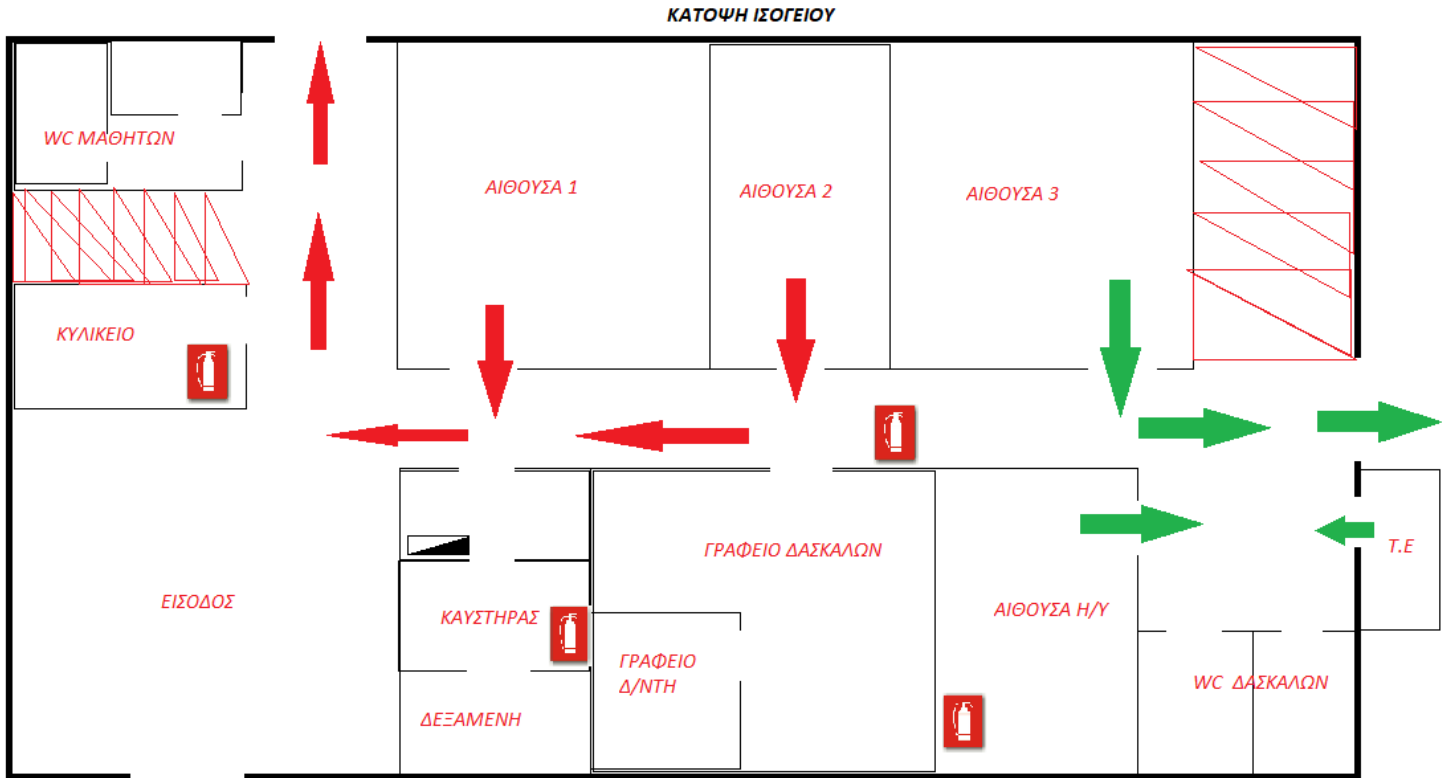 ΚΑΤΟΨΗ ΙΣΟΓΕΙΟΥ
WC ΜΑΘΗΤΩΝ
ΑΙΘΟΥΣΑ 1
ΑΙΘΟΥΣΑ 2
ΑΙΘΟΥΣΑ 3
ΚΥΛΙΚΕΙΟ
ΕΙΣΟΔΟΣ
ΚΑΥΣΤΗΡΑΣ
ΔΕΞΑΜΕΝΗ
ΓΡΑΦΕΙΟ ΔΑΣΚΑΛΩΝ
ΓΡΑΦΕΙΟ
Δ/ΝΤΗ
ΑΙΘΟΥΣΑ Η/Υ
Τ.Ε
WC ΔΑΣΚΑΛΩΝ